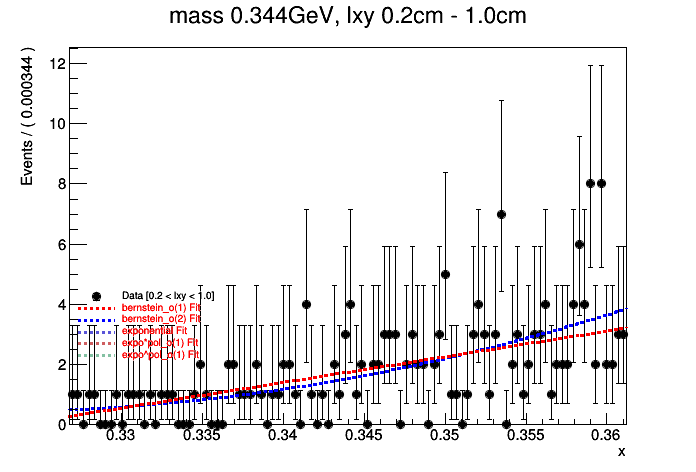 mass 0.344GeV, lxy 0.2cm - 1.0cm
Events / ( 0.000344 )
12
10
8
6
4
2
0
Data [0.2 < lxy < 1.0]
bernstein_o(1) Fit
bernstein_o(2) Fit
exponential Fit
expo*pol_o(1) Fit
expo*pol_o(1) Fit
0.33 0.335 0.34 0.345 0.35 0.355 0.36
x